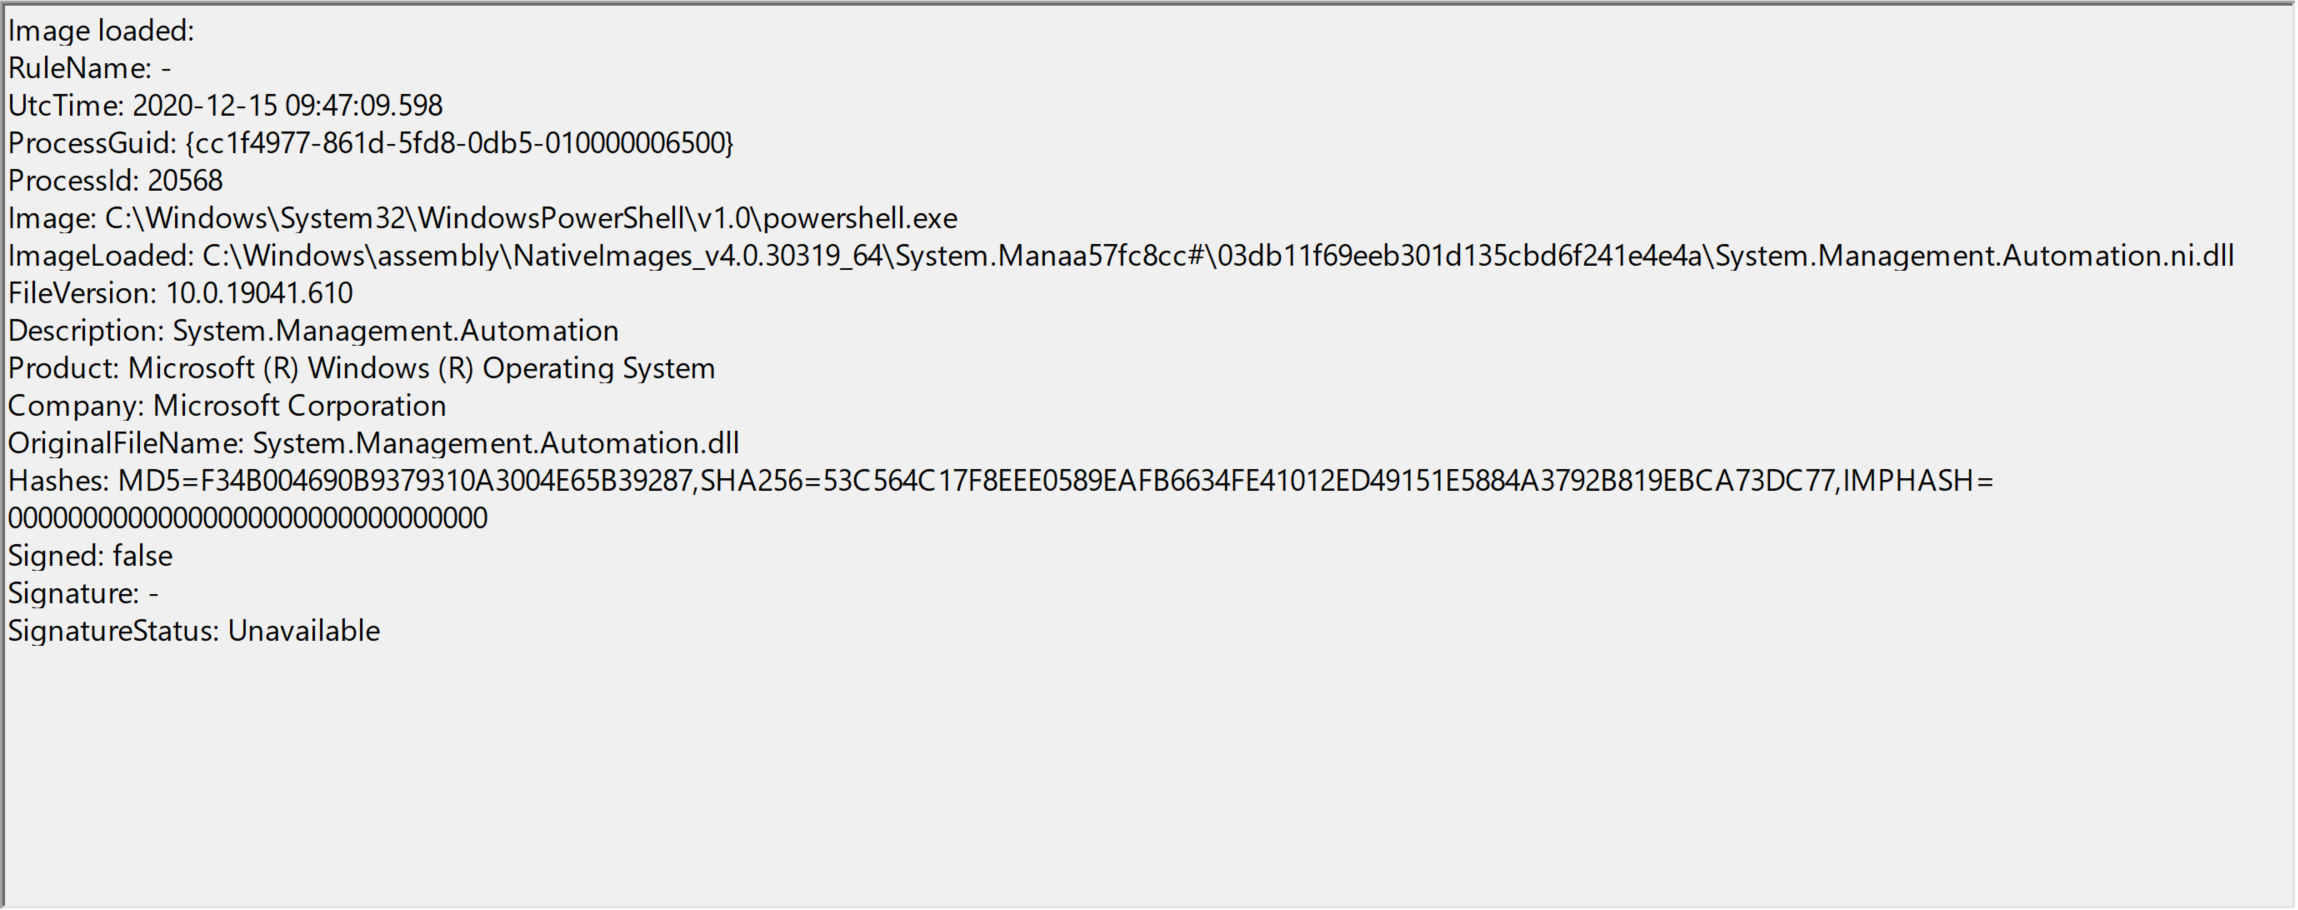 Image loaded:
RuleName: -
UtcTime: 2020-12-15 09:47:09.598
ProcessGuid: {cc1f4977-861d-5fd8-0db5-010000006500}
ProcessId: 20568
Image: C:\Windows\System32\WindowsPowerShell\v1.0\powershell.exe
ImageLoaded: C:\Windows\assembly\NativeImages_v4.0.30319_64\System.Manaa57fc8cc#\03db11f69eeb301d135cbd6f241e4e4a\System.Management.Automation.ni.dll
FileVersion: 10.0.19041.610
Description: System.Management.Automation
Product: Microsoft (R) Windows (R) Operating System
Company: Microsoft Corporation
OriginalFileName: System.Management.Automation.dll
Hashes: MD5=F34B004690B9379310A3004E65B39287,SHA256=53C564C17F8EEE0589EAFB6634FE41012ED49151E5884A3792B819EBCA73DC77,IMPHASH=
00000000000000000000000000000000
Signed: false
Signature: -
SignatureStatus: Unavailable